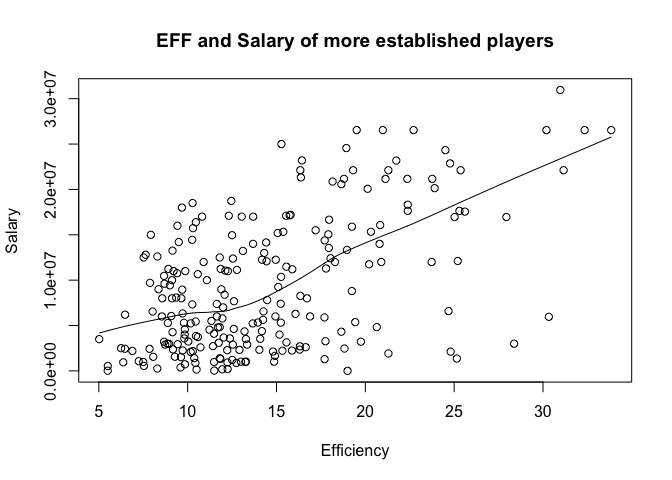 EFF and Salary of more established players
Salary
3.0e+07
2.0e+07
1.0e+07
0.0e+00
5 10 15 20 25 30
Efficiency